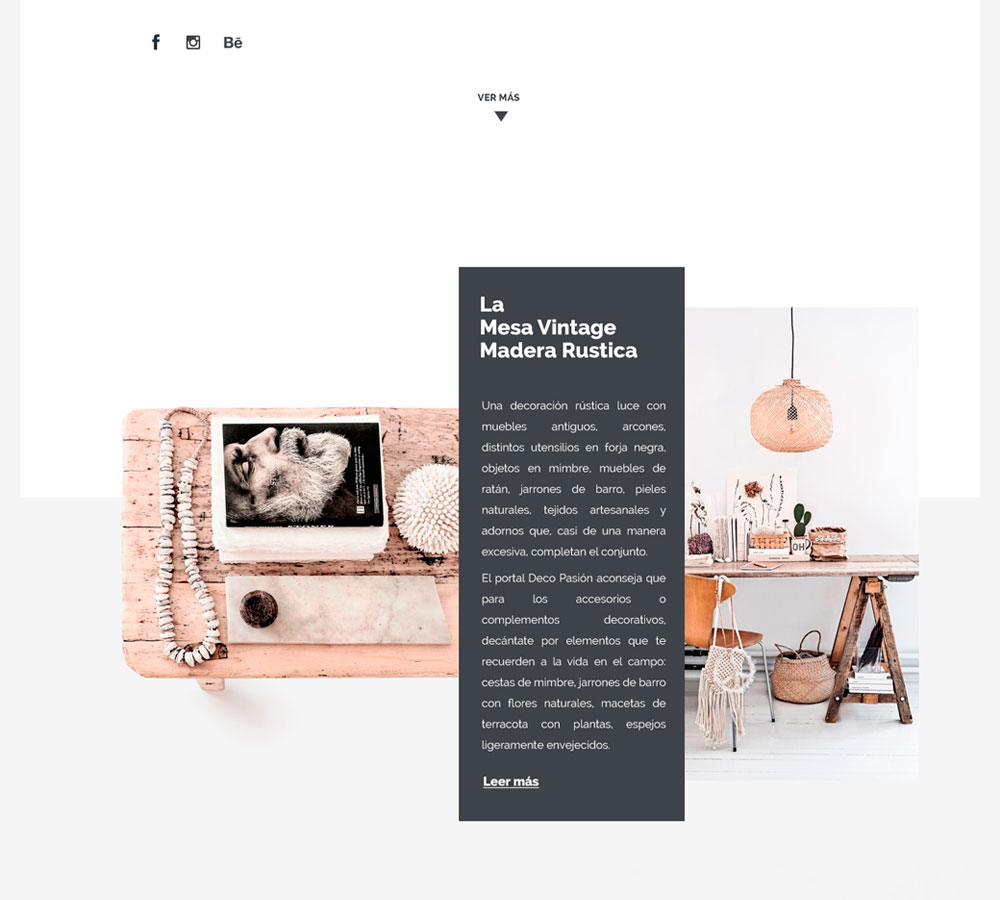 Bē
VER MÁS
La
Mesa Vintage
Madera Rustica
Una decoración rústica luce con
muebles antiguos, arcones,
distintos utensilios en forja negra,
objetos en mimbre, muebles de
ratán, jarrones de barro, pieles
naturales, tejidos artesanales y
adornos que, casi de una manera
excesiva, completan el conjunto.
El portal Deco Pasión aconseja que
para los accesorios o
complementos decorativos,
decántate por elementos que te
recuerden a la vida en el campo:
cestas de mimbre, jarrones de barro
con flores naturales, macetas de
terracota con plantas, espejos
ligeramente envejecidos.
Leer más
OH